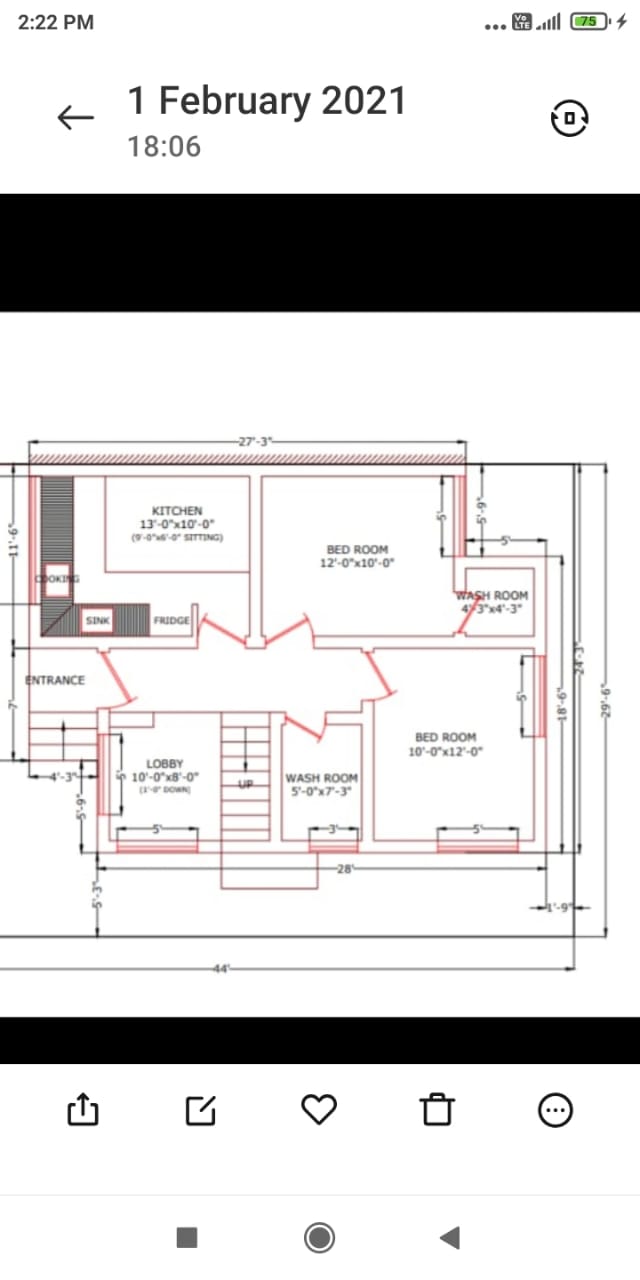 2:22 PM
Vo LTE
75
1 February 2021
18:06
27'-3"
11'-6"
KITCHEN
13'-0"x10'-0"
(9'-0"x6'-0" SITTING)
5'
5'-9"
5'
BED ROOM
12'-0"x10'-0"
COOKING
WASH ROOM
4'-3"x4'-3"
SINK
FRIDGE
24'-3"
ENTRANCE
7'
5'
18'-6"
29'-6"
BED ROOM
10'-0"x12'-0"
LOBBY
10'-0"x8'-0"
(1'-0" DOWN)
4'-3"
5'
UP
WASH ROOM
5'-0"x7'-3"
5'-9"
5'
3'
5'
28'
5'-3"
1'-9"
44'